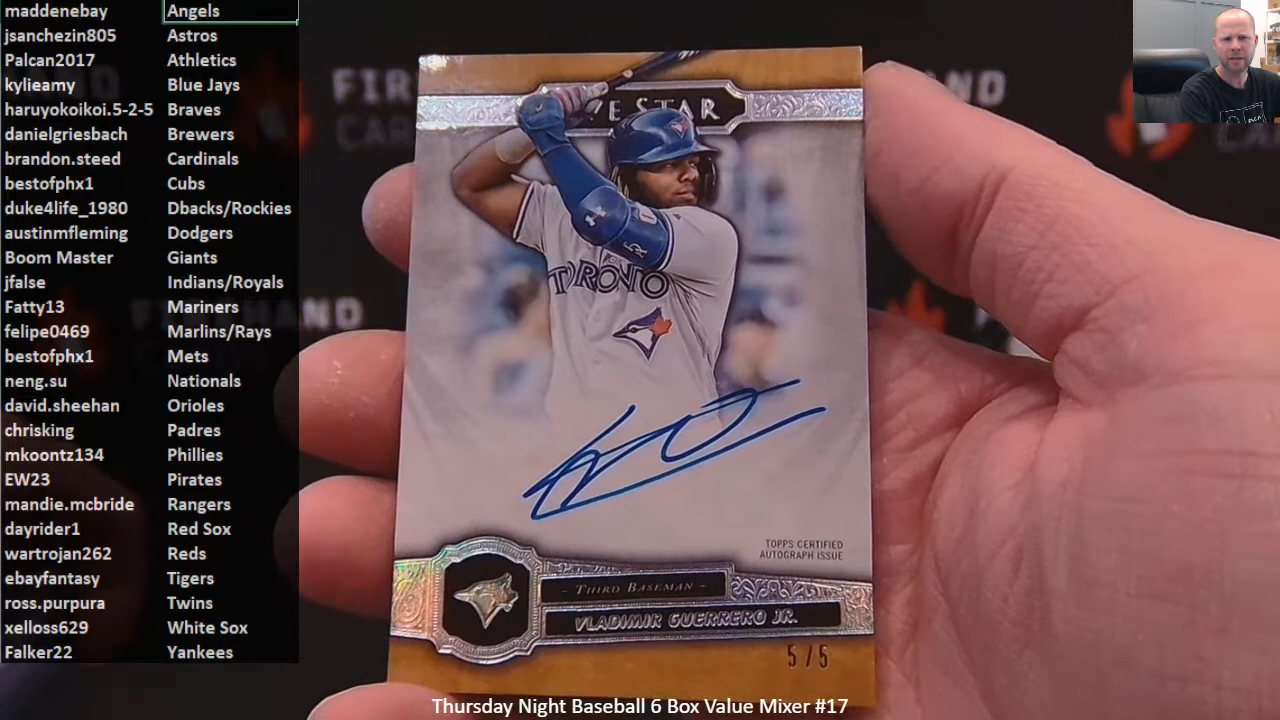 maddenebay Angels
jsanchezin805 Astros
Palcan2017 Athletics
kylieamy Blue Jays
haruyokoikoi.5-2-5 Braves
danielgriesbach Brewers
brandon.steed Cardinals
bestofphx1 Cubs
duke4life_1980 Dbacks/Rockies
austinmfleming Dodgers
Boom Master Giants
jfalse Indians/Royals
Fatty13 Mariners
felipe0469 Marlins/Rays
bestofphx1 Mets
neng.su Nationals
david.sheehan Orioles
chrisking Padres
mkoontz134 Phillies
EW23 Pirates
mandie.mcbride Rangers
dayrider1 Red Sox
wartrojan262 Reds
ebayfantasy Tigers
ross.purpura Twins
xelloss629 White Sox
Falker22 Yankees
STAR
TORONTO
TOPPS CERTIFIED
AUTOGRAPH ISSUE
- THIRD BASEMAN -
VLADIMIR GUERRERO JR.
5/5
Thursday Night Baseball 6 Box Value Mixer #17